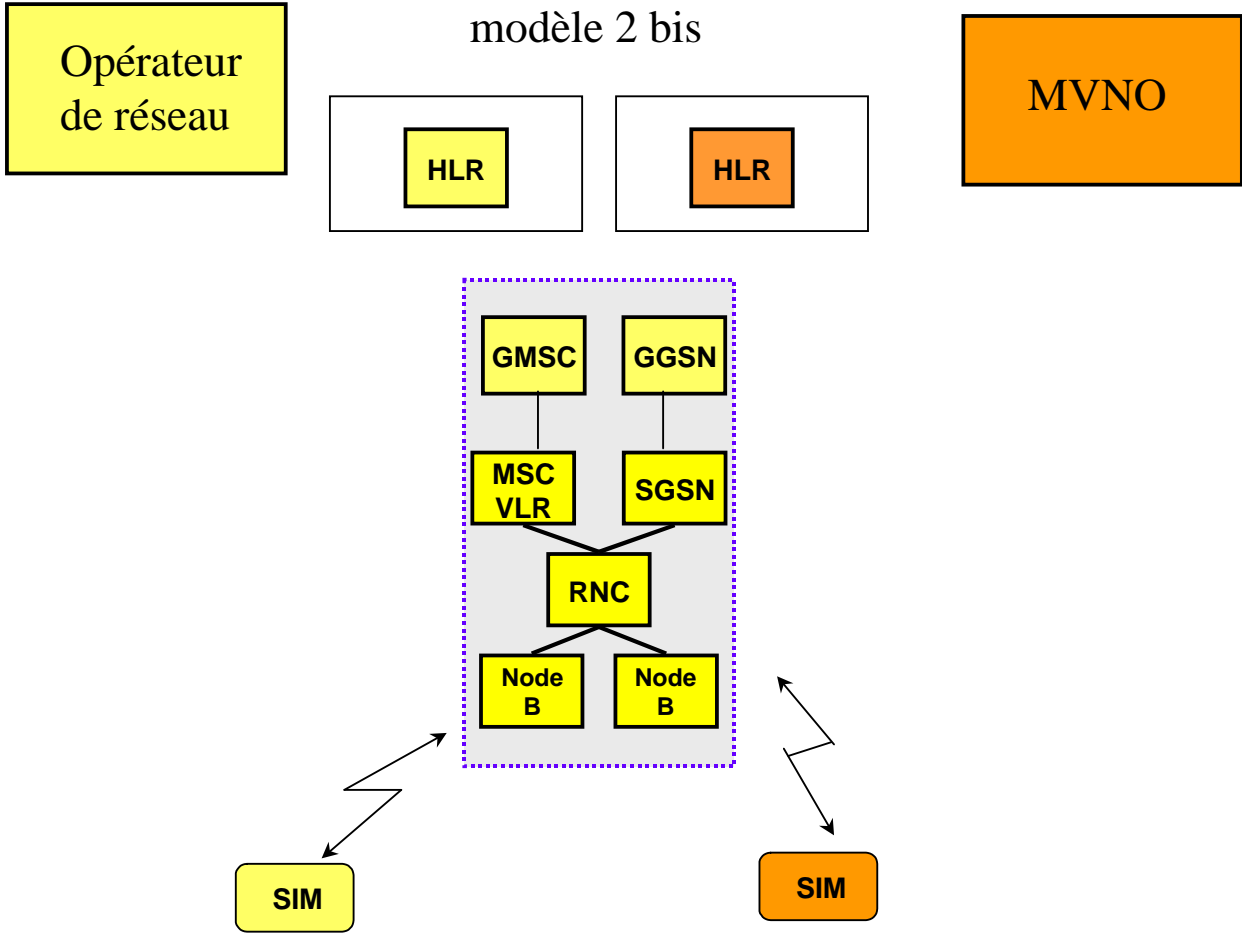 modèle 2 bis
Opérateur
de réseau
MVNO
HLR
HLR
GMSC
GGSN
MSC
VLR
SGSN
RNC
Node
B
Node
B
SIM
SIM